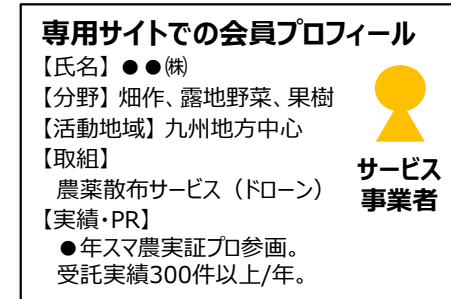 専用サイトでの会員プロフィール
【氏名】●●㈱
【分野】畑作、露地野菜、果樹
【活動地域】九州地方中心
【取組】
農薬散布サービス（ドローン）
【実績・PR】
●年スマ農実証プロ参画。
受託実績300件以上/年。
サービス
事業者